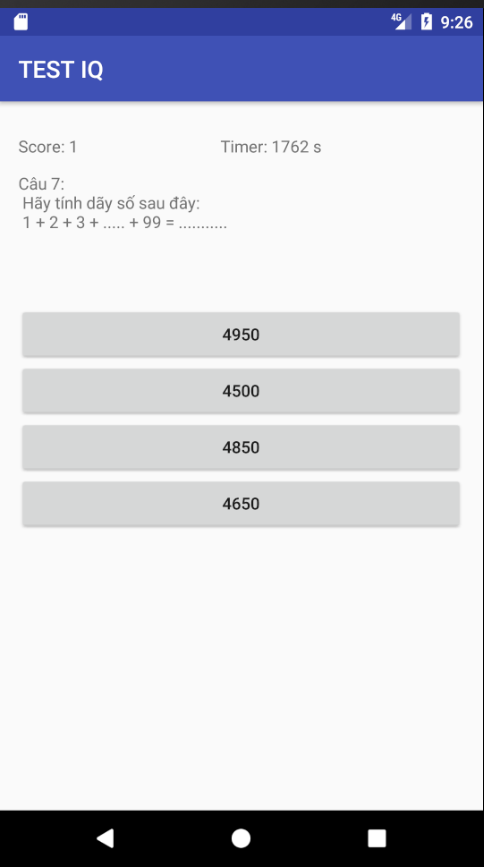 4G 9:26
TEST IQ
Score: 1 Timer: 1762 s
Câu 7:
Hãy tính dãy số sau đây:
1 + 2 + 3 + ..... + 99 = ...........
4950
4500
4850
4650